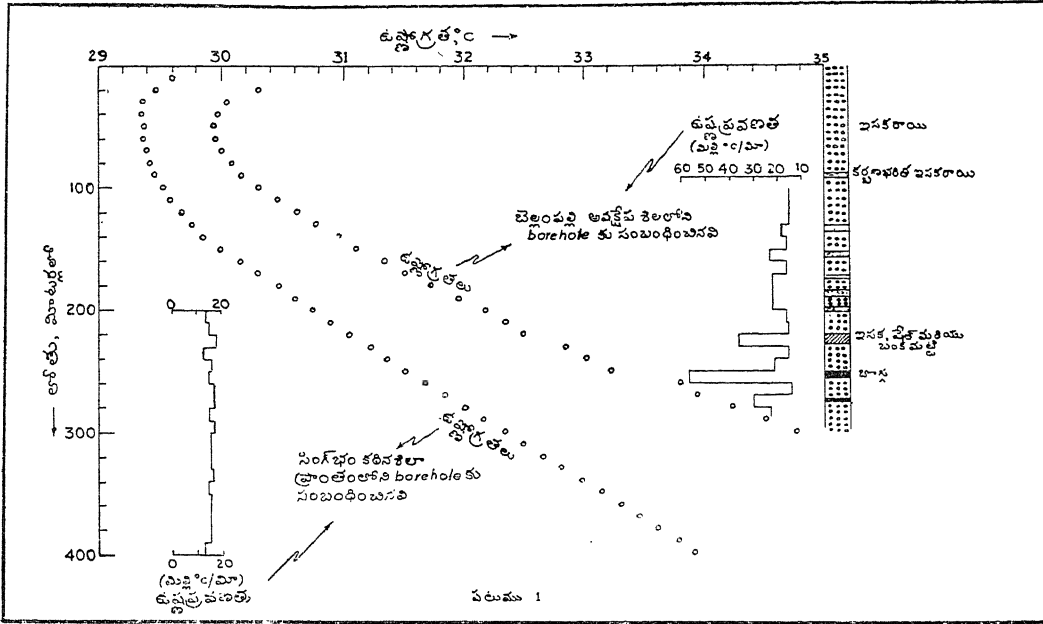 ఉష్ణోగ్రత, °C →
29 30 31 32 33 34 35
100
200
300
400
← లోతు, మీటర్లలో
ఉష్ణప్రవణత
(మిల్లి °C/మీ)
60 50 40 30 20 10
బెల్లంపల్లి అవక్షేప శిలలోని
borehole కు సంబంధించినవి
ఉష్ణోగ్రతలు
ఇసకరాయి
కర్బనభరిత ఇసకరాయి
ఇసక, షేల్ మరియు
బంకమట్టి
బొగ్గు
0 20
ఉష్ణోగ్రతలు
సింగ్‌భం కఠినశిలా
ప్రాంతంలోని borehole కు
సంబంధించినవి
0 20
(మిల్లి °C/మీ)
ఉష్ణప్రవణత
పటము 1